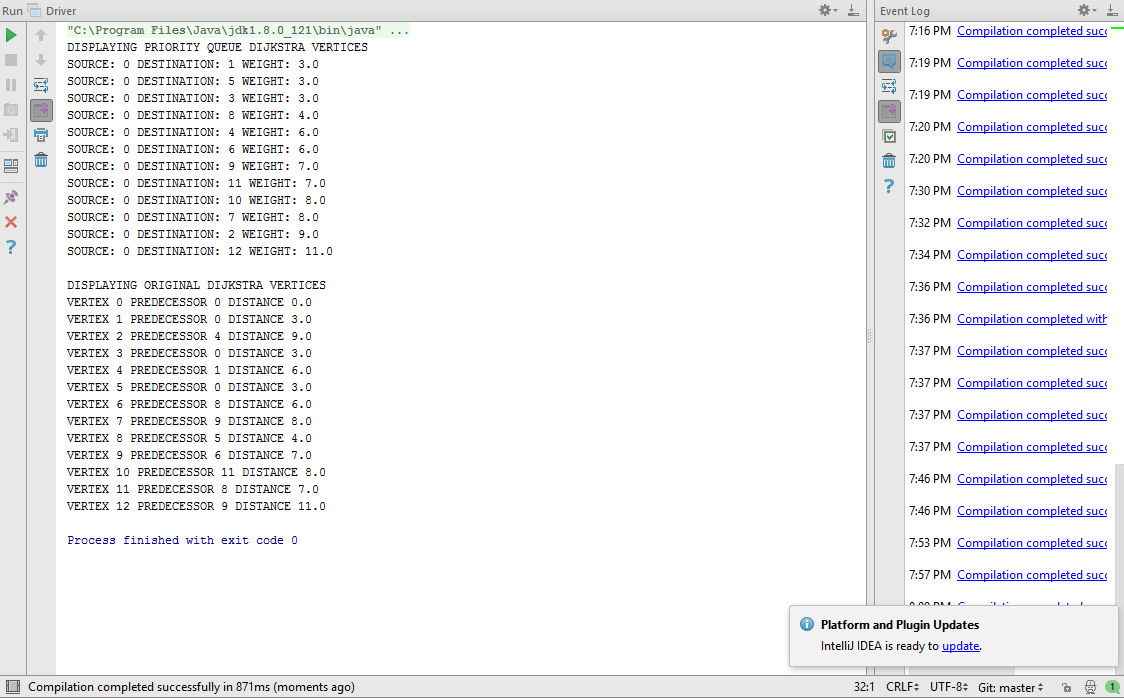 Run Driver
"C:\Program Files\Java\jdk1.8.0_121\bin\java" ...
DISPLAYING PRIORITY QUEUE DIJKSTRA VERTICES
SOURCE: 0 DESTINATION: 1 WEIGHT: 3.0
SOURCE: 0 DESTINATION: 5 WEIGHT: 3.0
SOURCE: 0 DESTINATION: 3 WEIGHT: 3.0
SOURCE: 0 DESTINATION: 8 WEIGHT: 4.0
SOURCE: 0 DESTINATION: 4 WEIGHT: 6.0
SOURCE: 0 DESTINATION: 6 WEIGHT: 6.0
SOURCE: 0 DESTINATION: 9 WEIGHT: 7.0
SOURCE: 0 DESTINATION: 11 WEIGHT: 7.0
SOURCE: 0 DESTINATION: 10 WEIGHT: 8.0
SOURCE: 0 DESTINATION: 7 WEIGHT: 8.0
SOURCE: 0 DESTINATION: 2 WEIGHT: 9.0
SOURCE: 0 DESTINATION: 12 WEIGHT: 11.0
DISPLAYING ORIGINAL DIJKSTRA VERTICES
VERTEX 0 PREDECESSOR 0 DISTANCE 0.0
VERTEX 1 PREDECESSOR 0 DISTANCE 3.0
VERTEX 2 PREDECESSOR 4 DISTANCE 9.0
VERTEX 3 PREDECESSOR 0 DISTANCE 3.0
VERTEX 4 PREDECESSOR 1 DISTANCE 6.0
VERTEX 5 PREDECESSOR 0 DISTANCE 3.0
VERTEX 6 PREDECESSOR 8 DISTANCE 6.0
VERTEX 7 PREDECESSOR 9 DISTANCE 8.0
VERTEX 8 PREDECESSOR 5 DISTANCE 4.0
VERTEX 9 PREDECESSOR 6 DISTANCE 7.0
VERTEX 10 PREDECESSOR 11 DISTANCE 8.0
VERTEX 11 PREDECESSOR 8 DISTANCE 7.0
VERTEX 12 PREDECESSOR 9 DISTANCE 11.0
Process finished with exit code 0
Event Log
7:16 PM Compilation completed succ
7:19 PM Compilation completed succ
7:19 PM Compilation completed succ
7:20 PM Compilation completed succ
7:20 PM Compilation completed succ
7:30 PM Compilation completed succ
7:32 PM Compilation completed succ
7:34 PM Compilation completed succ
7:36 PM Compilation completed succ
7:36 PM Compilation completed with
7:37 PM Compilation completed succ
7:37 PM Compilation completed succ
7:37 PM Compilation completed succ
7:37 PM Compilation completed succ
7:46 PM Compilation completed succ
7:46 PM Compilation completed succ
7:53 PM Compilation completed succ
7:57 PM Compilation completed succ
Platform and Plugin Updates
IntelliJ IDEA is ready to update.
Compilation completed successfully in 871ms (moments ago) 32:1 CRLF UTF-8 Git: master 1